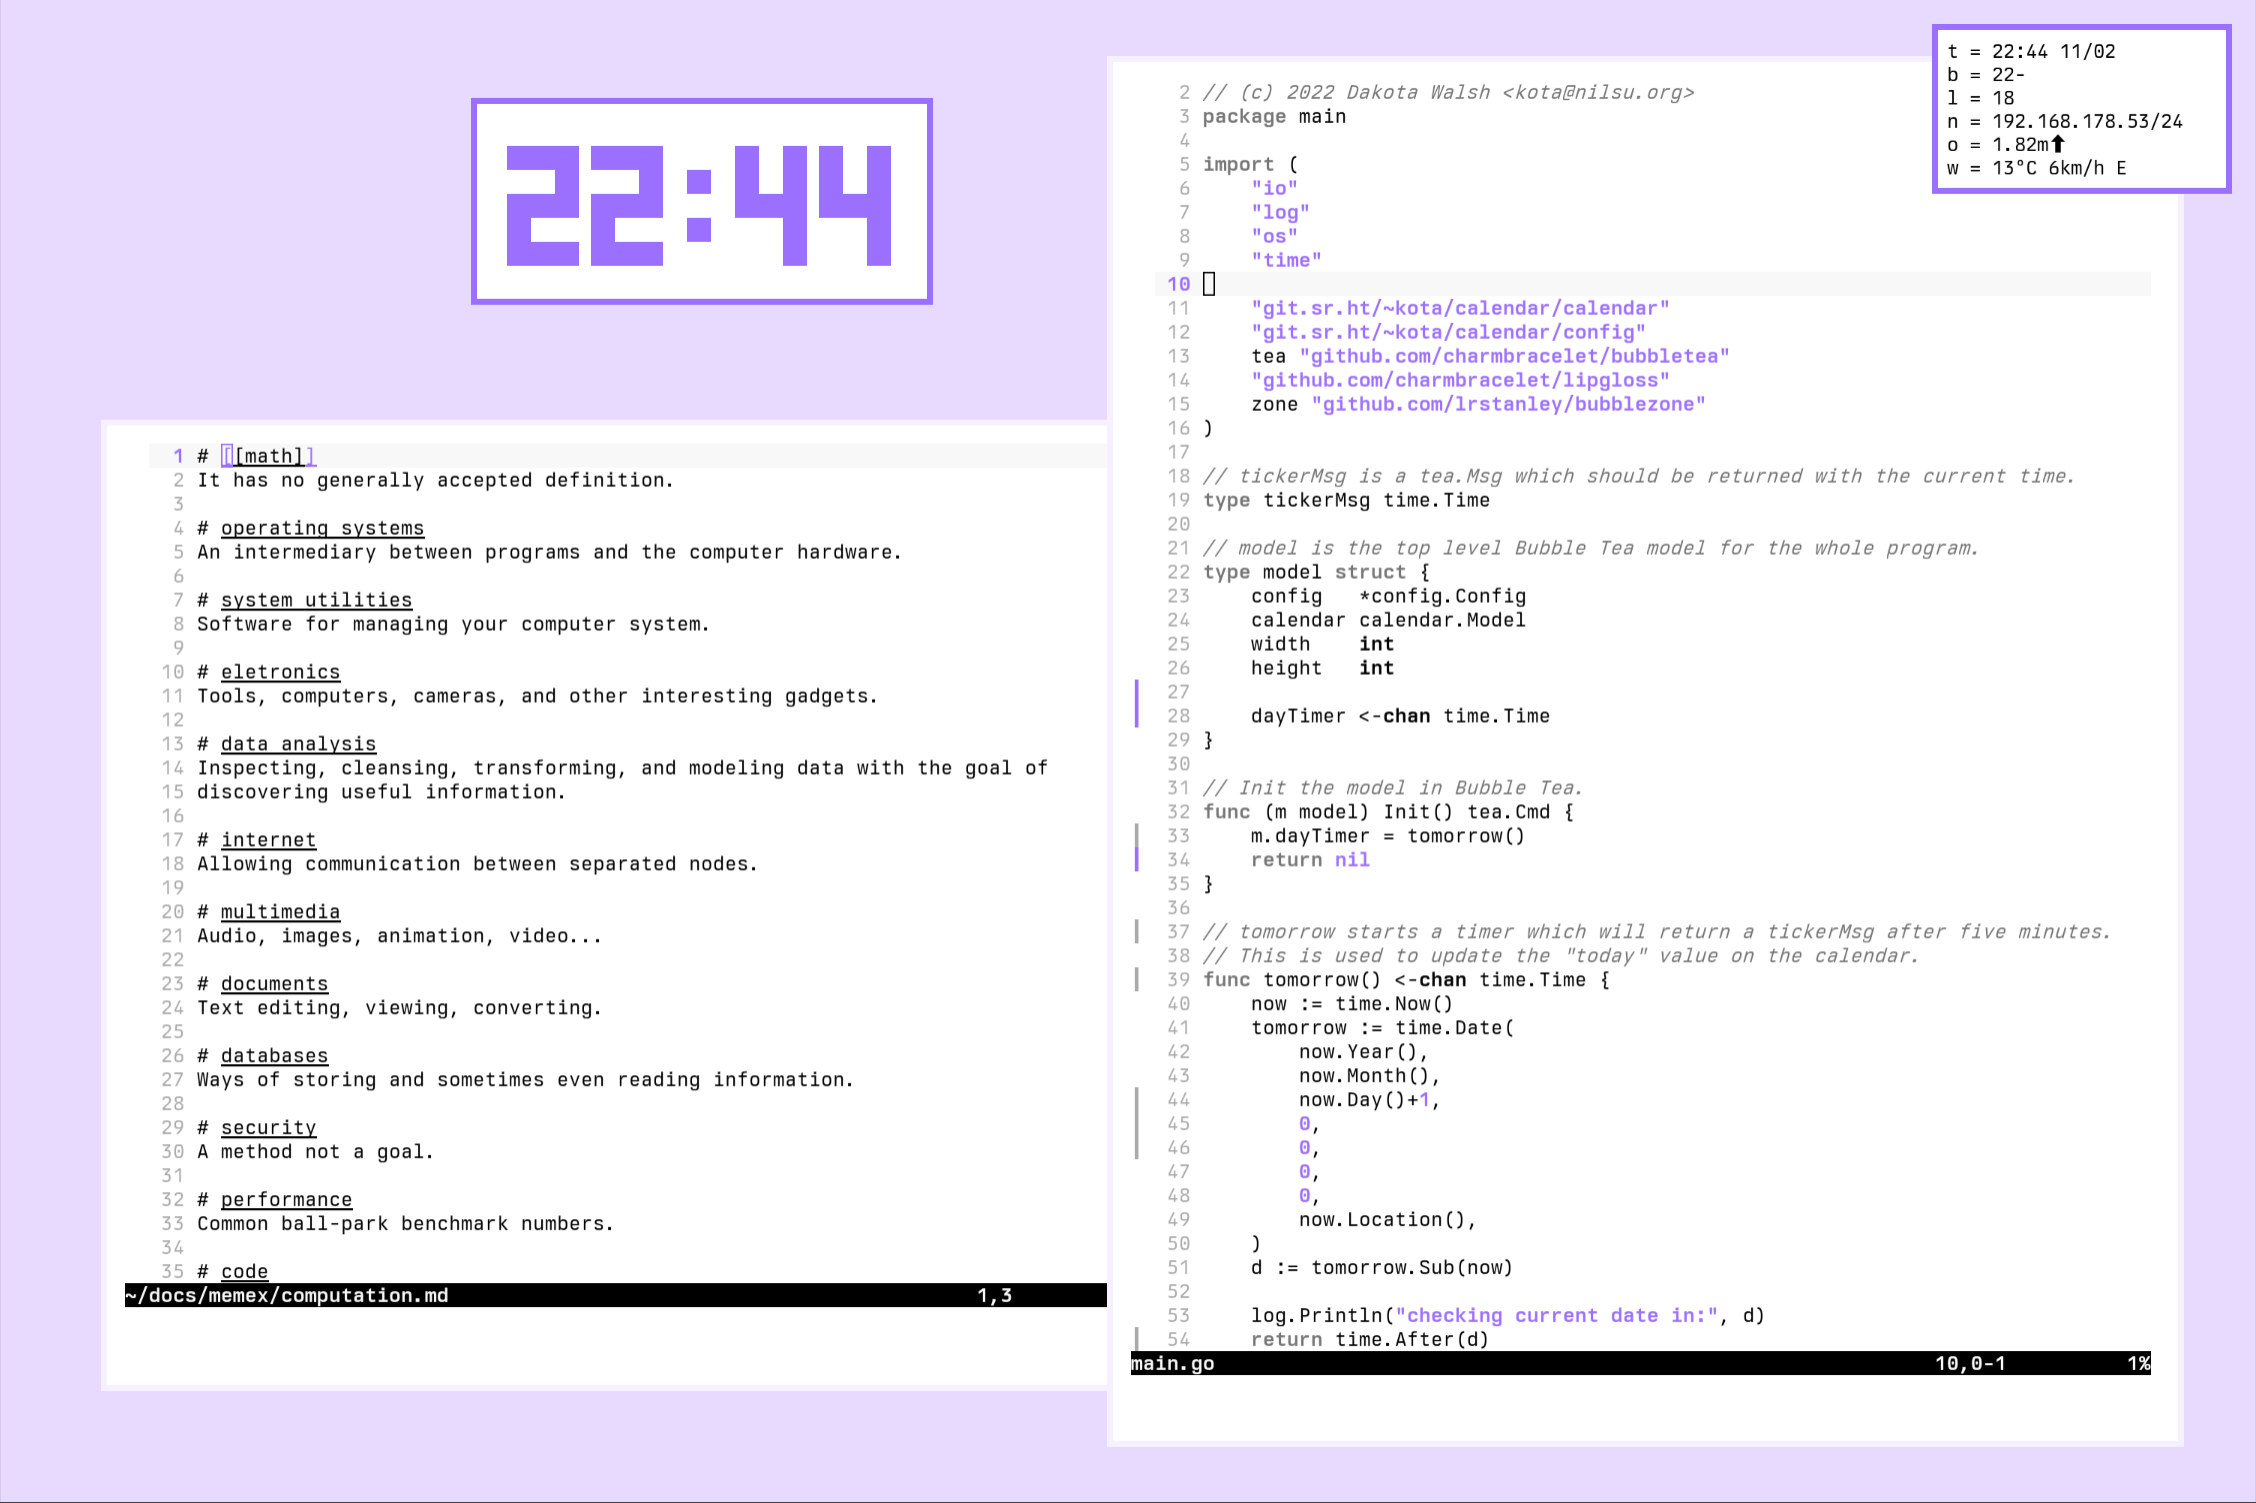 22:44
t = 22:44 11/02
b = 22-
l = 18
n = 192.168.178.53/24
o = 1.82m⬆
w = 13°C 6km/h E
1 # [[math]]
2 It has no generally accepted definition.
3
4 # operating systems
5 An intermediary between programs and the computer hardware.
6
7 # system utilities
8 Software for managing your computer system.
9
10 # eletronics
11 Tools, computers, cameras, and other interesting gadgets.
12
13 # data analysis
14 Inspecting, cleansing, transforming, and modeling data with the goal of
15 discovering useful information.
16
17 # internet
18 Allowing communication between separated nodes.
19
20 # multimedia
21 Audio, images, animation, video...
22
23 # documents
24 Text editing, viewing, converting.
25
26 # databases
27 Ways of storing and sometimes even reading information.
28
29 # security
30 A method not a goal.
31
32 # performance
33 Common ball-park benchmark numbers.
34
35 # code
~/docs/memex/computation.md 1,3
2 // (c) 2022 Dakota Walsh <kota@nilsu.org>
3 package main
4
5 import (
6     "io"
7     "log"
8     "os"
9     "time"
10
11     "git.sr.ht/~kota/calendar/calendar"
12     "git.sr.ht/~kota/calendar/config"
13     tea "github.com/charmbracelet/bubbletea"
14     "github.com/charmbracelet/lipgloss"
15     zone "github.com/lrstanley/bubblezone"
16 )
17
18 // tickerMsg is a tea.Msg which should be returned with the current time.
19 type tickerMsg time.Time
20
21 // model is the top level Bubble Tea model for the whole program.
22 type model struct {
23     config   *config.Config
24     calendar calendar.Model
25     width    int
26     height   int
27
28     dayTimer <-chan time.Time
29 }
30
31 // Init the model in Bubble Tea.
32 func (m model) Init() tea.Cmd {
33     m.dayTimer = tomorrow()
34     return nil
35 }
36
37 // tomorrow starts a timer which will return a tickerMsg after five minutes.
38 // This is used to update the "today" value on the calendar.
39 func tomorrow() <-chan time.Time {
40     now := time.Now()
41     tomorrow := time.Date(
42         now.Year(),
43         now.Month(),
44         now.Day()+1,
45         0,
46         0,
47         0,
48         0,
49         now.Location(),
50     )
51     d := tomorrow.Sub(now)
52
53     log.Println("checking current date in:", d)
54     return time.After(d)
main.go 10,0-1 1%